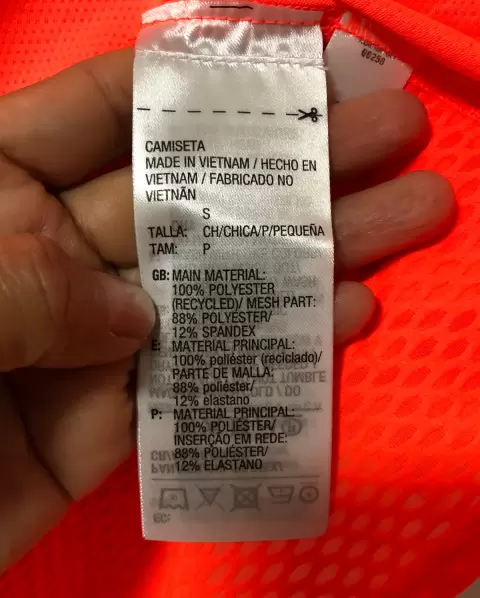 06258
CAMISETA
MADE IN VIETNAM / HECHO EN
VIETNAM / FABRICADO NO
VIETNÃN
S
TALLA: CH/CHICA/P/PEQUEÑA
TAM: P
GB: MAIN MATERIAL:
100% POLYESTER
(RECYCLED)/ MESH PART:
88% POLYESTER/
12% SPANDEX
E: MATERIAL PRINCIPAL:
100% poliéster (reciclado)/
PARTE DE MALLA:
88% poliéster/
12% elastano
P: MATERIAL PRINCIPAL:
100% POLIÉSTER/
INSERÇÃO EM REDE:
88% POLIÉSTER/
12% ELASTANO